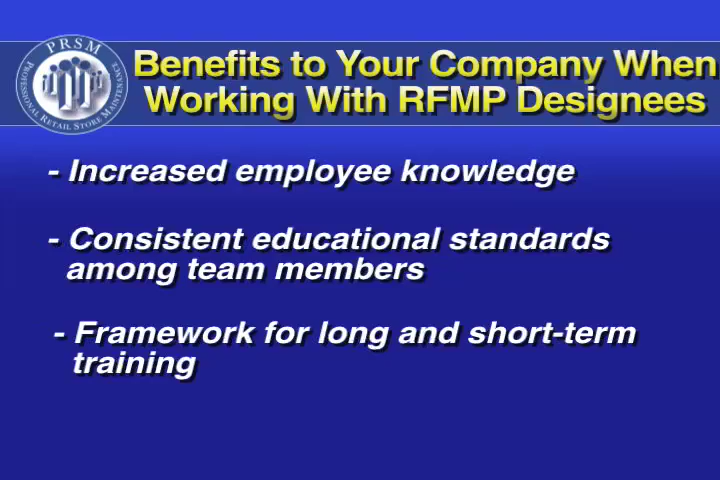 PRSM
PROFESSIONAL RETAIL STORE MAINTENANCE
Benefits to Your Company When
Working With RFMP Designees
- Increased employee knowledge
- Consistent educational standards
among team members
- Framework for long and short-term
training